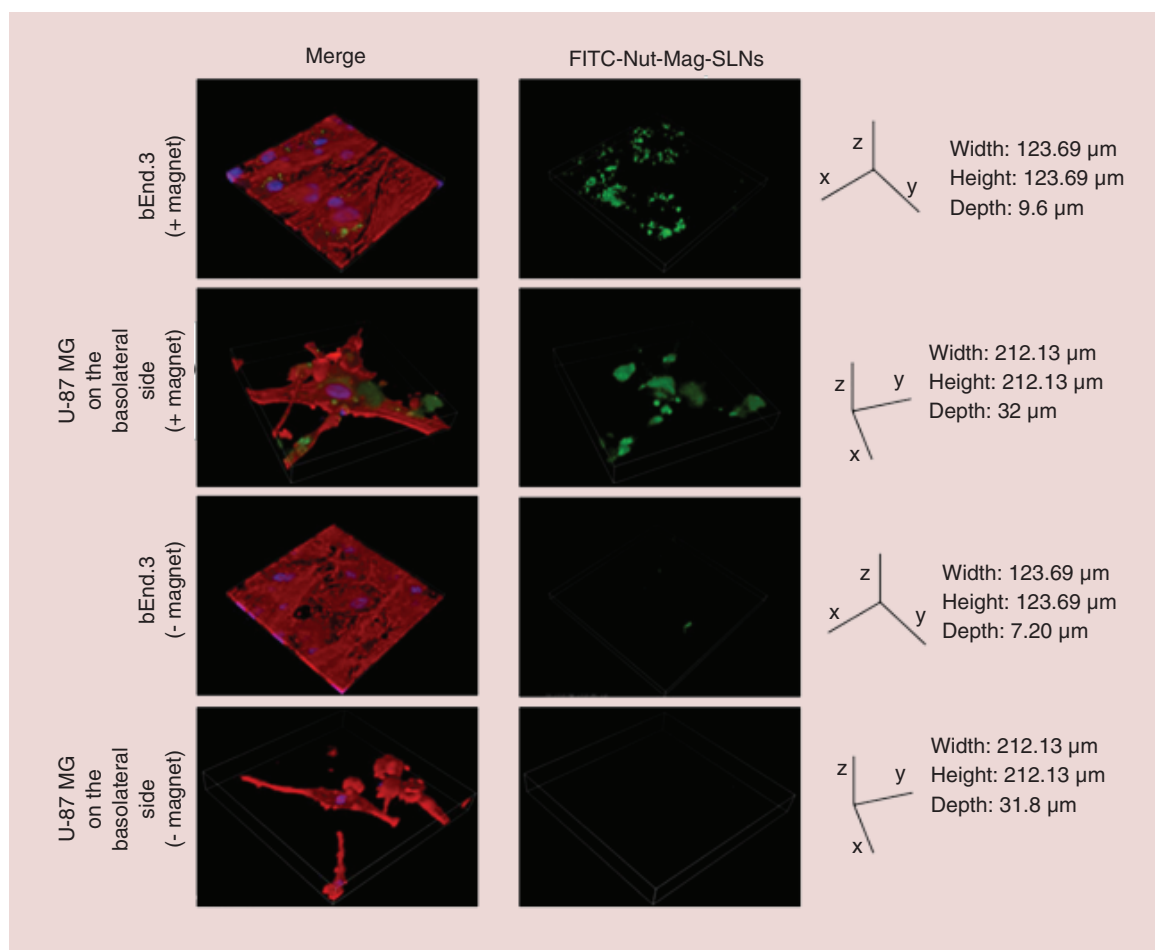 Merge
FITC-Nut-Mag-SLNs
bEnd.3
(+ magnet)
z
x
y
Width: 123.69 µm
Height: 123.69 µm
Depth: 9.6 µm
U-87 MG
on the
basolateral
side
(+ magnet)
z
y
x
Width: 212.13 µm
Height: 212.13 µm
Depth: 32 µm
bEnd.3
(- magnet)
z
x
y
Width: 123.69 µm
Height: 123.69 µm
Depth: 7.20 µm
U-87 MG
on the
basolateral
side
(- magnet)
z
y
x
Width: 212.13 µm
Height: 212.13 µm
Depth: 31.8 µm